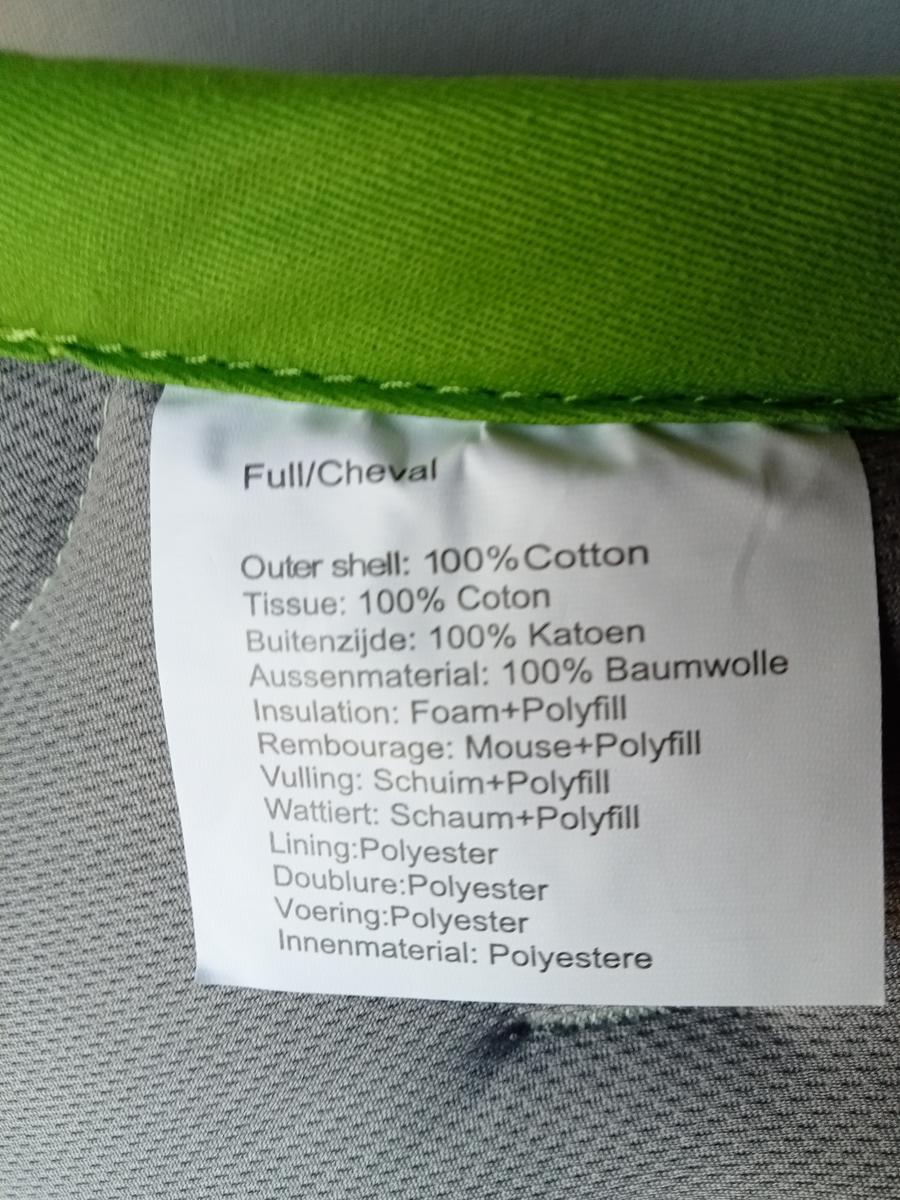 Full/Cheval
Outer shell: 100%Cotton
Tissue: 100% Coton
Buitenzijde: 100% Katoen
Aussenmaterial: 100% Baumwolle
Insulation: Foam+Polyfill
Rembourage: Mouse+Polyfill
Vulling: Schuim+Polyfill
Wattiert: Schaum+Polyfill
Lining:Polyester
Doublure:Polyester
Voering:Polyester
Innenmaterial: Polyestere